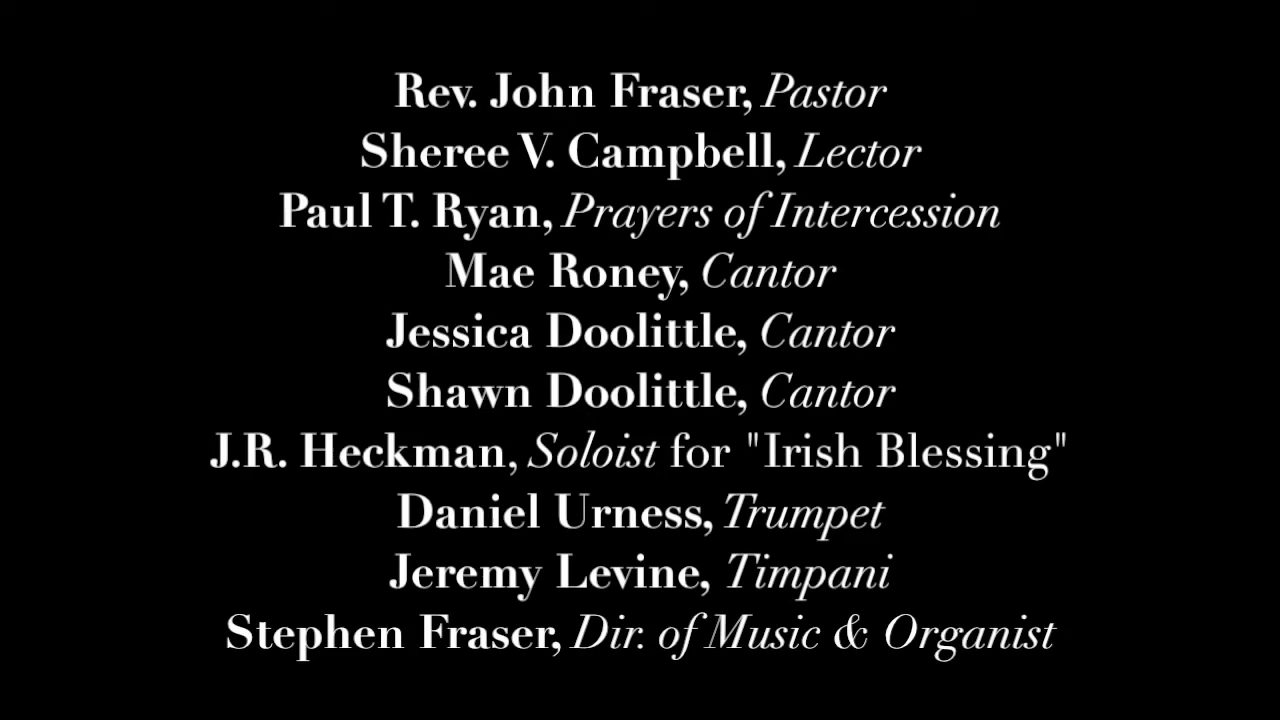 Rev. John Fraser, Pastor
Sheree V. Campbell, Lector
Paul T. Ryan, Prayers of Intercession
Mae Roney, Cantor
Jessica Doolittle, Cantor
Shawn Doolittle, Cantor
J.R. Heckman, Soloist for "Irish Blessing"
Daniel Urness, Trumpet
Jeremy Levine, Timpani
Stephen Fraser, Dir. of Music & Organist